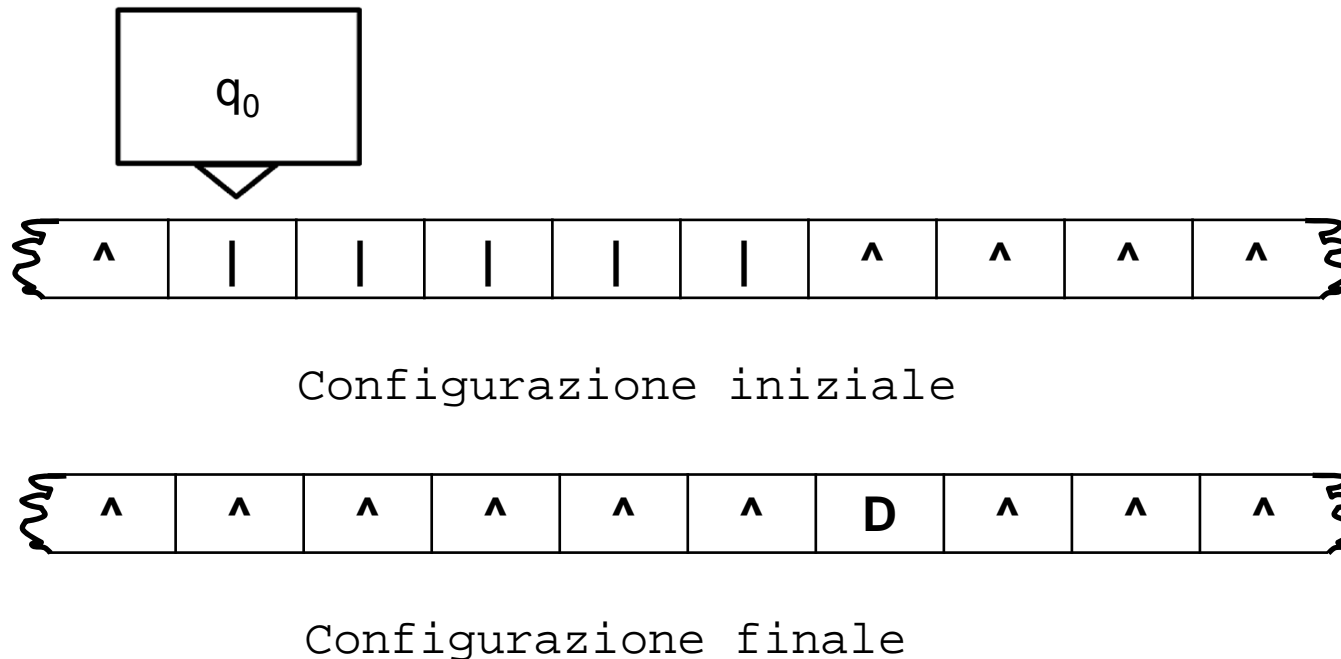 q₀
^ | | | | | ^ ^ ^ ^
Configurazione iniziale
^ ^ ^ ^ ^ ^ D ^ ^ ^
Configurazione finale